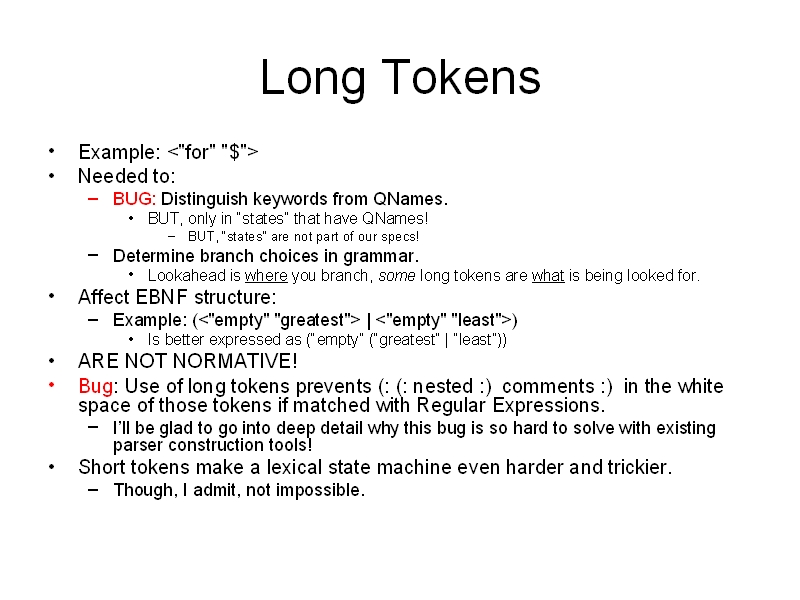 Long Tokens
• Example: <"for" "$">
• Needed to:
– BUG: Distinguish keywords from QNames.
• BUT, only in "states" that have QNames!
– BUT, "states" are not part of our specs!
– Determine branch choices in grammar.
• Lookahead is where you branch, some long tokens are what is being looked for.
• Affect EBNF structure:
– Example: (<"empty" "greatest"> | <"empty" "least">)
• Is better expressed as ("empty" ("greatest" | "least"))
• ARE NOT NORMATIVE!
• Bug: Use of long tokens prevents (: (: nested :)  comments :)  in the white
space of those tokens if matched with Regular Expressions.
– I'll be glad to go into deep detail why this bug is so hard to solve with existing
parser construction tools!
• Short tokens make a lexical state machine even harder and trickier.
– Though, I admit, not impossible.